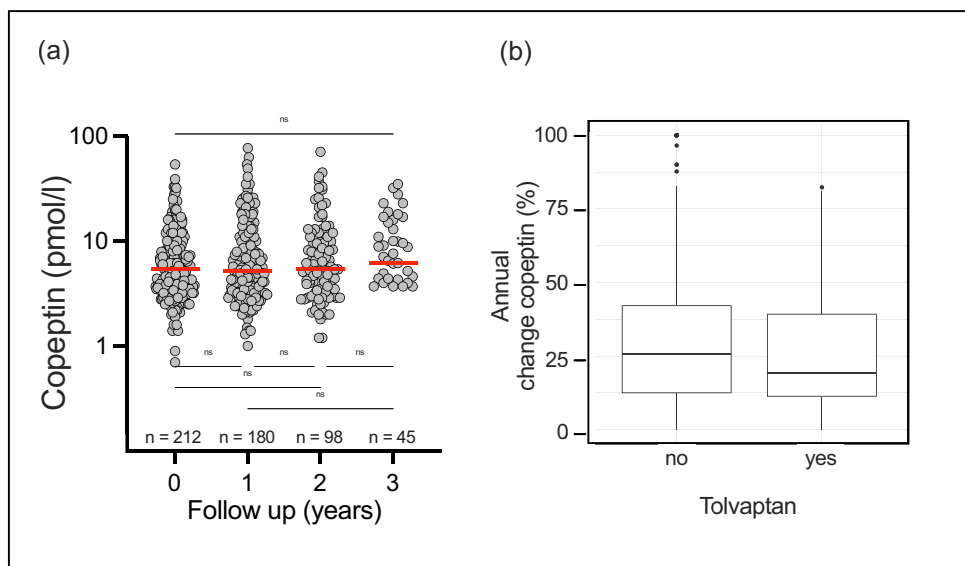 (a)
(b)
ns
100
10
1
Copeptin (pmol/l)
ns
ns
ns
ns
ns
n = 212
n = 180
n = 98
n = 45
0
1
2
3
Follow up (years)
100
75
50
25
0
Annual
change copeptin (%)
no
yes
Tolvaptan